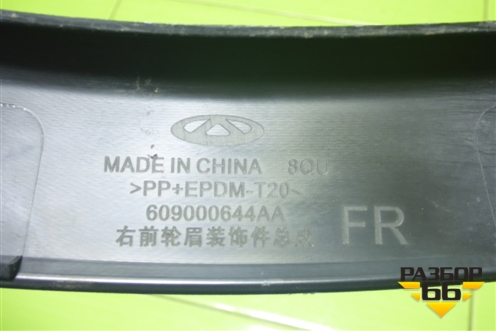 MADE IN CHINA 8QU
>PP+EPDM-T20<
609000644AA
右前轮眉装饰件总成
FR
РАЗБОР
66